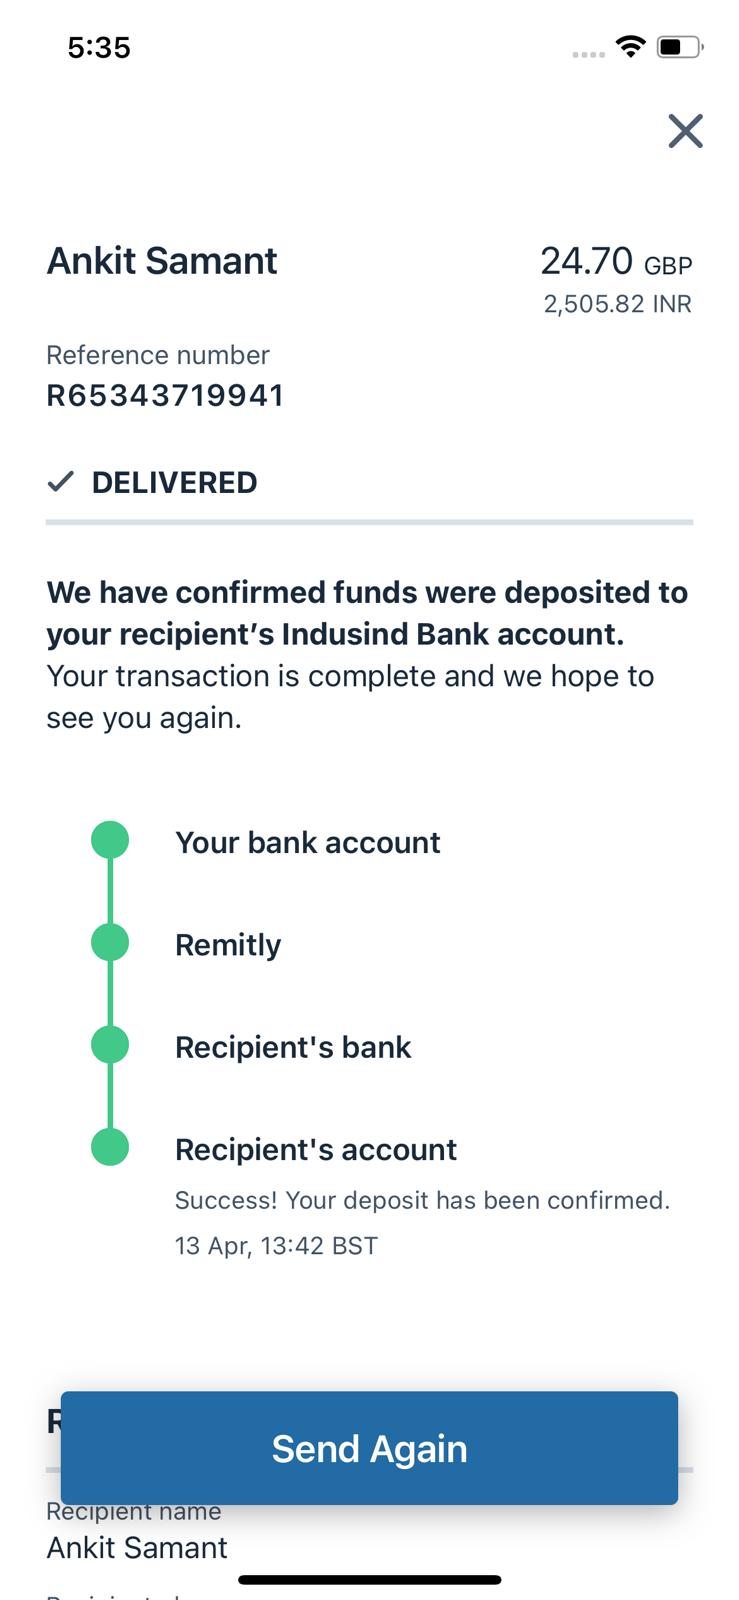 5:35
Ankit Samant
24.70 GBP
2,505.82 INR
Reference number
R65343719941
DELIVERED
We have confirmed funds were deposited to
your recipient’s Indusind Bank account.
Your transaction is complete and we hope to
see you again.
Your bank account
Remitly
Recipient's bank
Recipient's account
Success! Your deposit has been confirmed.
13 Apr, 13:42 BST
Send Again
Recipient name
Ankit Samant